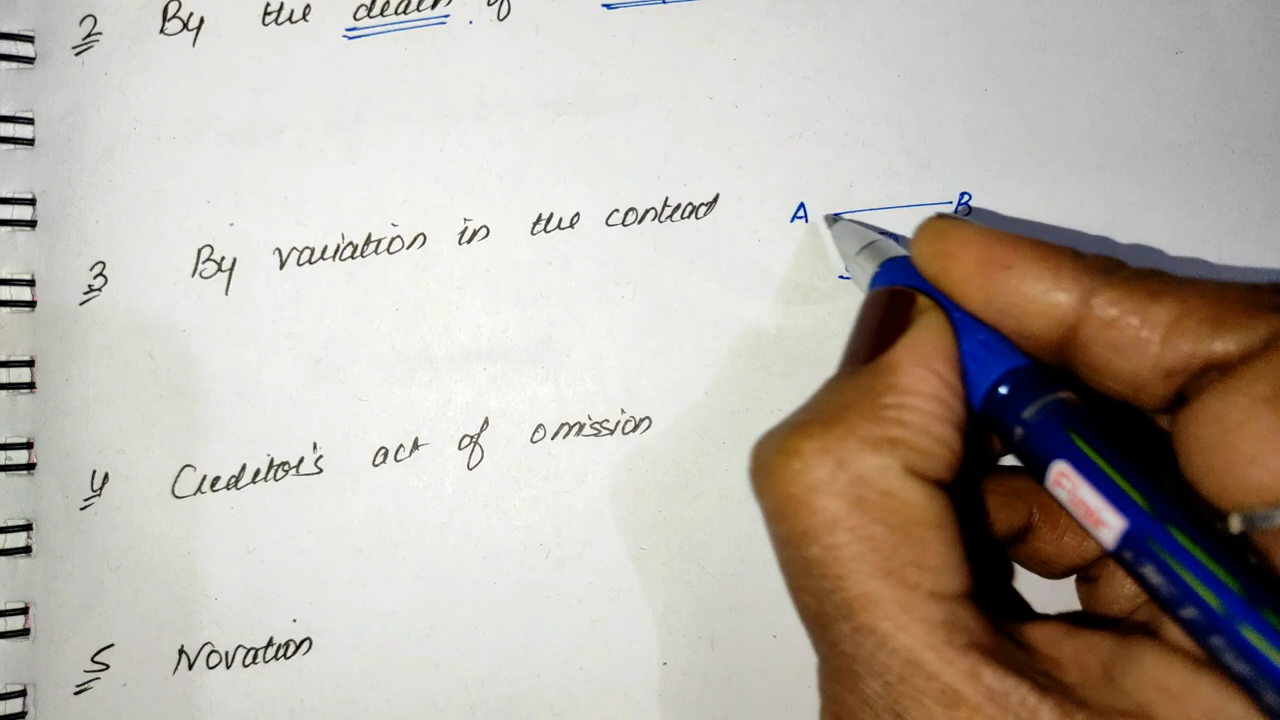 2 By the death of
3 By variation in the contract A B
4 Creditor's act of omission
5 Novation